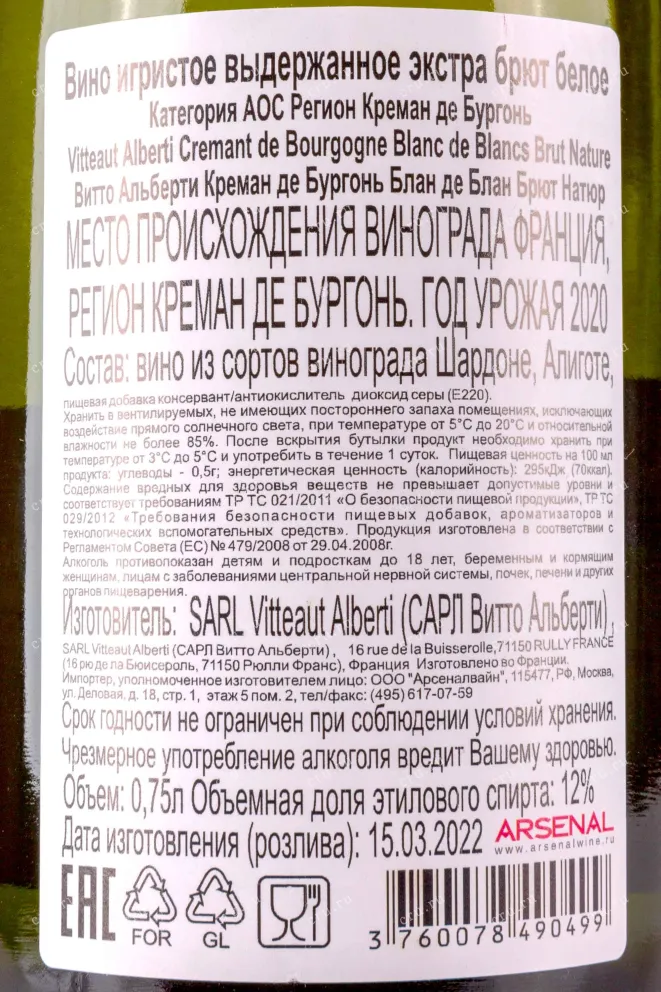 Вино игристое выдержанное экстра брют белое
Категория АОС Регион Креман де Бургонь
Vitteaut Alberti Cremant de Bourgogne Blanc de Blancs Brut Nature
Витто Альберти Креман де Бургонь Блан де Блан Брют Натюр
МЕСТО ПРОИСХОЖДЕНИЯ ВИНОГРАДА ФРАНЦИЯ,
РЕГИОН КРЕМАН ДЕ БУРГОНЬ. ГОД УРОЖАЯ 2020
Состав: вино из сортов винограда Шардоне, Алиготе,
пищевая добавка консервант/антиокислитель диоксид серы (Е220).
Хранить в вентилируемых, не имеющих постороннего запаха помещениях, исключающих
воздействие прямого солнечного света, при температуре от 5°С до 20°С и относительной
влажности не более 85%. После вскрытия бутылки продукт необходимо хранить при
температуре от 3°С до 5°С и употребить в течение 1 суток. Пищевая ценность на 100 мл
продукта: углеводы - 0,5г; энергетическая ценность (калорийность): 295кДж (70ккал).
Содержание вредных для здоровья веществ не превышает допустимые уровни и
соответствует требованиям ТР ТС 021/2011 «О безопасности пищевой продукции», ТР ТС
029/2012 «Требования безопасности пищевых добавок, ароматизаторов и
технологических вспомогательных средств». Продукция изготовлена в соответствии с
Регламентом Совета (ЕС) № 479/2008 от 29.04.2008г.
Алкоголь противопоказан детям и подросткам до 18 лет, беременным и кормящим
женщинам, лицам с заболеваниями центральной нервной системы, почек, печени и других
органов пищеварения.
Изготовитель: SARL Vitteaut Alberti (САРЛ Витто Альберти),
SARL Vitteaut Alberti (САРЛ Витто Альберти), 16 rue de la Buisserolle, 71150 RULLY FRANCE
(16 рю де ла Бюисероль, 71150 Рюлли Франс), Франция Изготовлено во Франции.
Импортер, уполномоченное изготовителем лицо: ООО "Арсеналвайн", 115477, РФ, Москва,
ул. Деловая, д. 18, стр. 1, этаж 5 пом. 2, тел/факс: (495) 617-07-59
Срок годности не ограничен при соблюдении условий хранения.
Чрезмерное употребление алкоголя вредит Вашему здоровью.
Объем: 0,75л Объемная доля этилового спирта: 12%
Дата изготовления (розлива): 15.03.2022
ARSENAL
www.arsenalwine.ru
EAC
FOR
GL
3 760078 490499